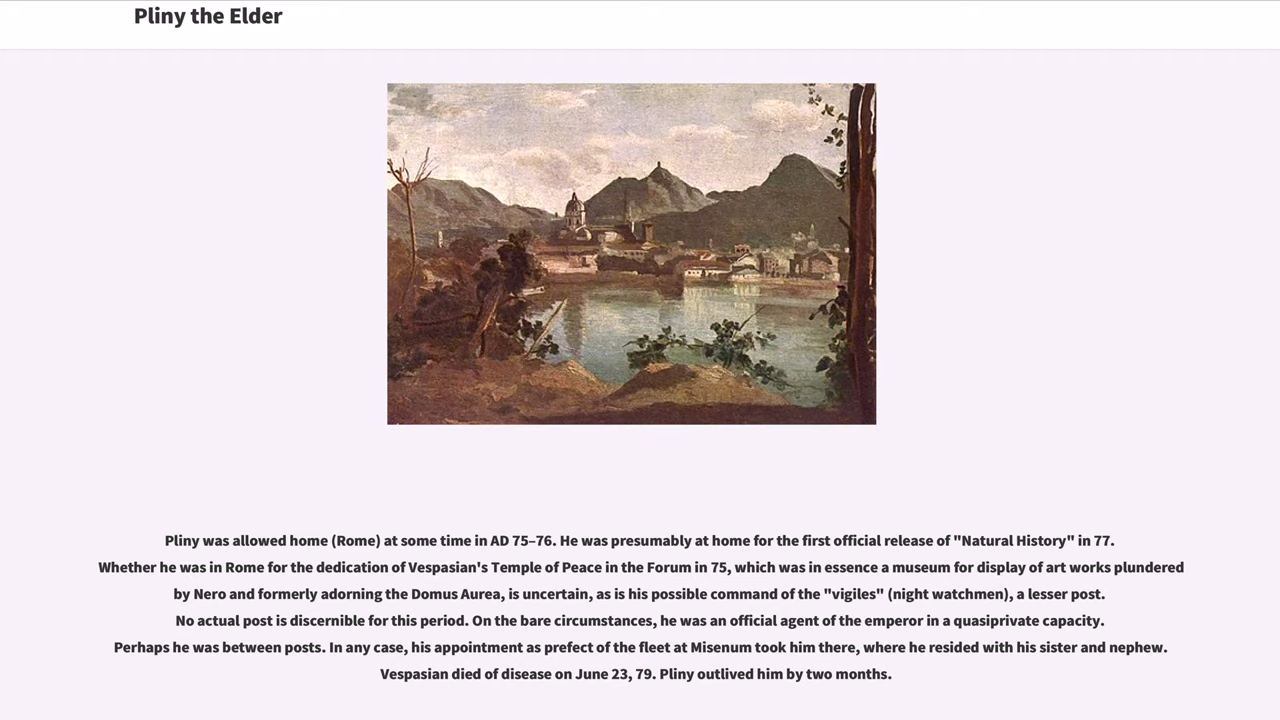 Pliny the Elder
Pliny was allowed home (Rome) at some time in AD 75–76. He was presumably at home for the first official release of "Natural History" in 77.
Whether he was in Rome for the dedication of Vespasian's Temple of Peace in the Forum in 75, which was in essence a museum for display of art works plundered
by Nero and formerly adorning the Domus Aurea, is uncertain, as is his possible command of the "vigiles" (night watchmen), a lesser post.
No actual post is discernible for this period. On the bare circumstances, he was an official agent of the emperor in a quasiprivate capacity.
Perhaps he was between posts. In any case, his appointment as prefect of the fleet at Misenum took him there, where he resided with his sister and nephew.
Vespasian died of disease on June 23, 79. Pliny outlived him by two months.